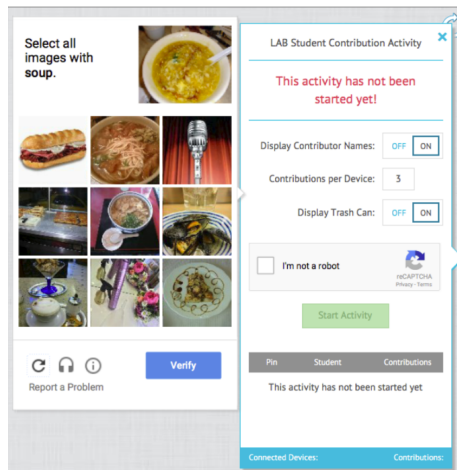 Select all
images with
soup.
Verify
Report a Problem
LAB Student Contribution Activity
This activity has not been
started yet!
Display Contributor Names: OFF ON
Contributions per Device: 3
Display Trash Can: OFF ON
I'm not a robot
reCAPTCHA
Privacy - Terms
Start Activity
Pin Student Contributions
This activity has not been started yet
Connected Devices: Contributions: